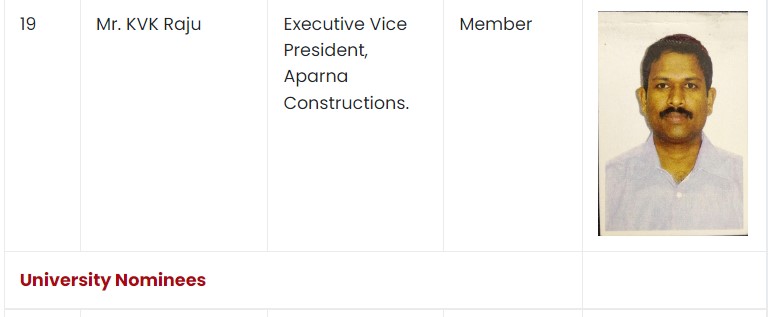 19
Mr. KVK Raju
Executive Vice
President,
Aparna
Constructions.
Member
University Nominees